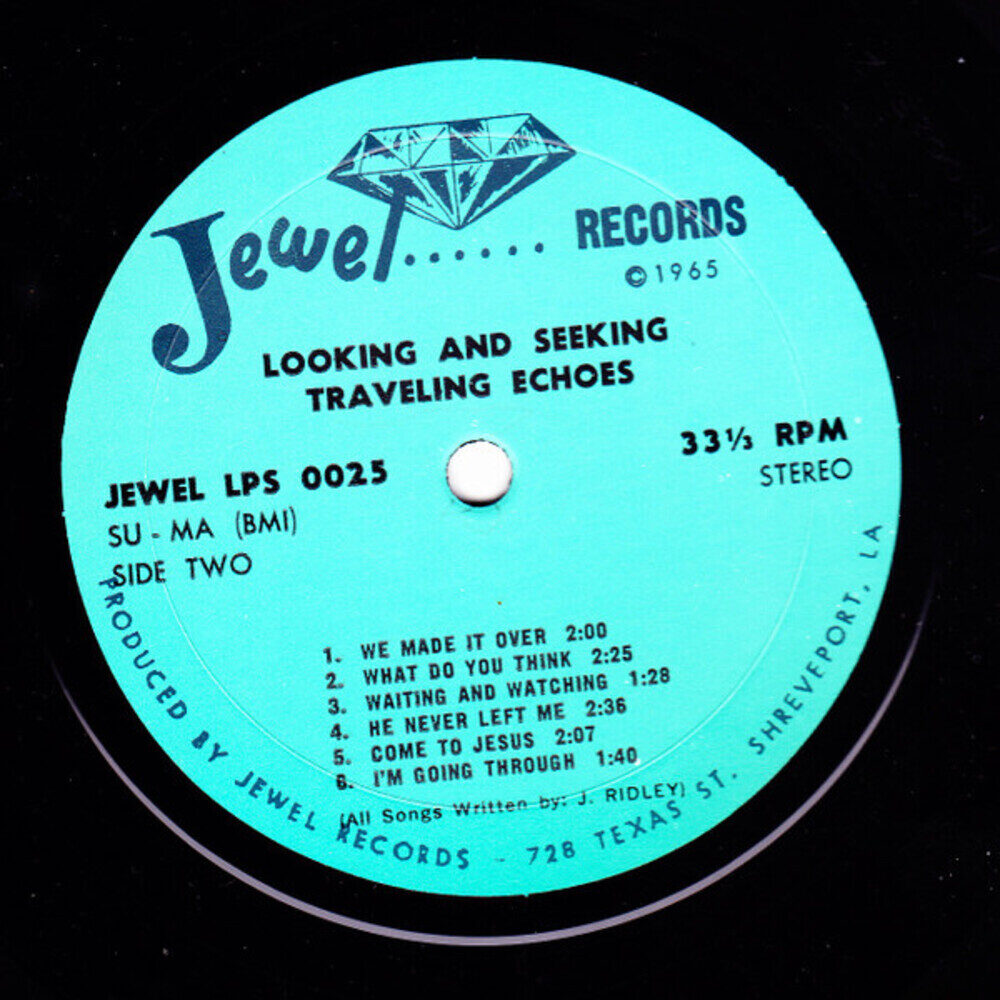 Jewel...... RECORDS
©1965
LOOKING AND SEEKING
TRAVELING ECHOES
JEWEL LPS 0025
SU - MA (BMI)
SIDE TWO
33⅓ RPM
STEREO
1. WE MADE IT OVER 2:00
2. WHAT DO YOU THINK 2:25
3. WAITING AND WATCHING 1:28
4. HE NEVER LEFT ME 2:36
5. COME TO JESUS 2:07
6. I'M GOING THROUGH 1:40
(All Songs Written by: J. RIDLEY)
PRODUCED BY JEWEL RECORDS - 728 TEXAS ST. SHREVEPORT, LA